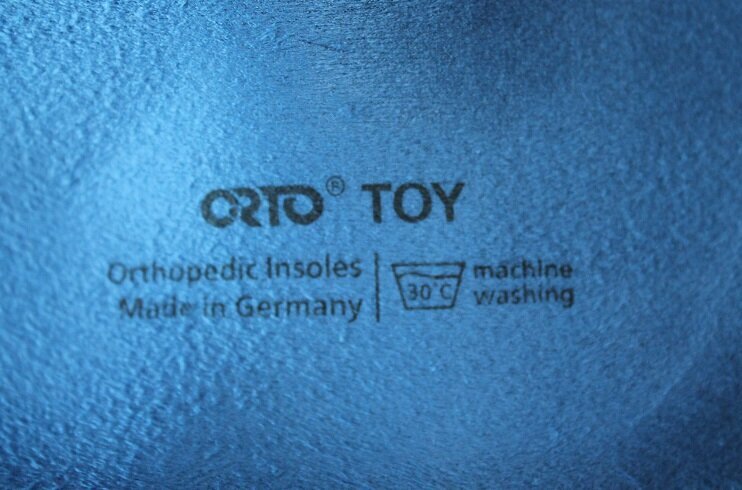 ORTO® TOY
Orthopedic Insoles
Made in Germany
30°C
machine
washing